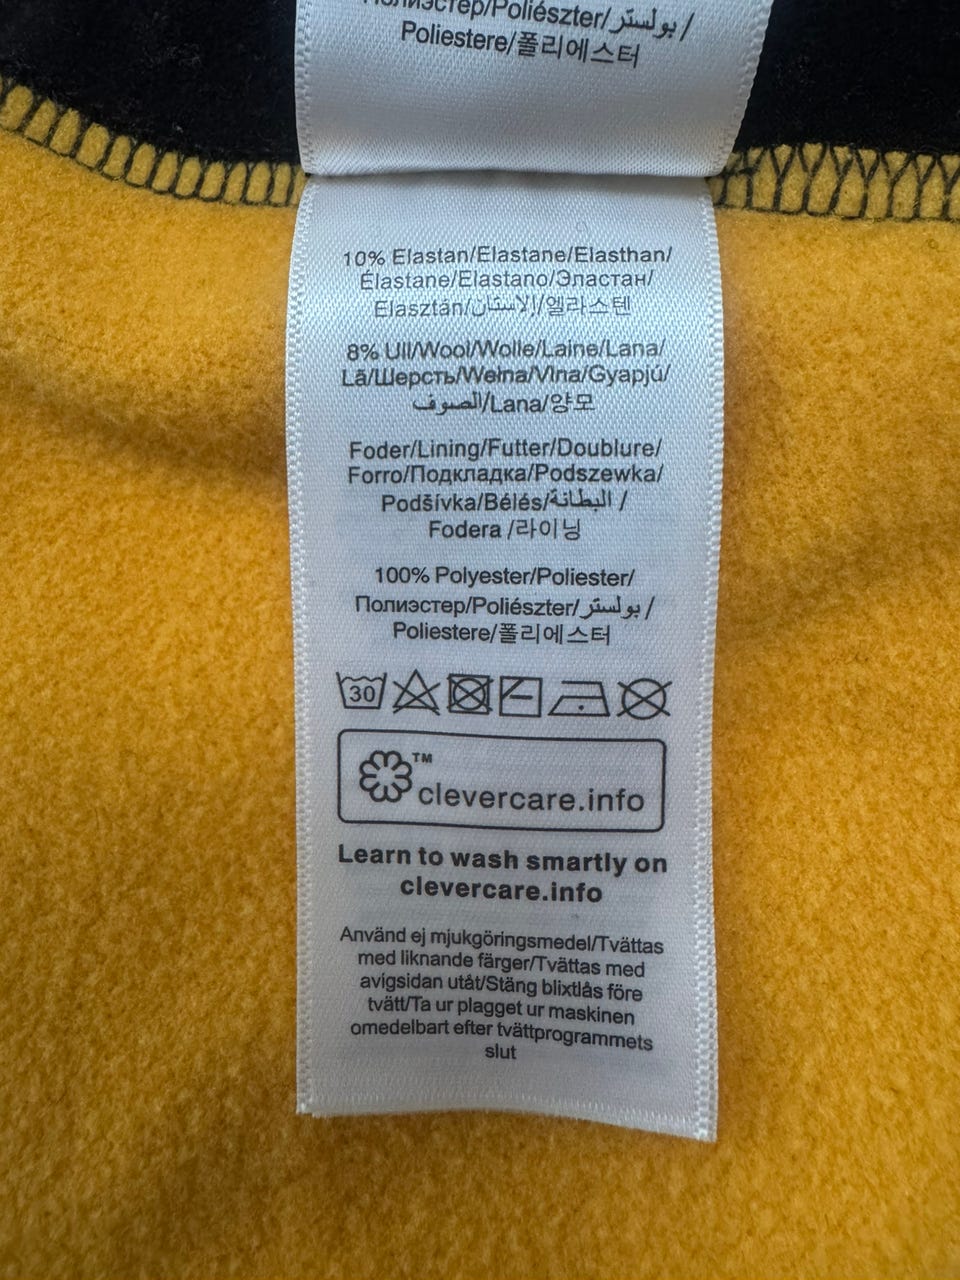 Полиэстер/Poliészter/بولستر/
Poliestere/폴리에스터
10% Elastan/Elastane/Elasthan/
Élastane/Elastano/Эластан/
Elasztán/الاستان/엘라스텐
8% Ull/Wool/Wolle/Laine/Lana/
Lã/Шерсть/Wełna/Vlna/Gyapjú/
الصوف/Lana/양모
Foder/Lining/Futter/Doublure/
Forro/Подкладка/Podszewka/
Podšívka/Bélés/البطانة /
Fodera /라이닝
100% Polyester/Poliester/
Полиэстер/Poliészter/بولستر/
Poliestere/폴리에스터
30
™
clevercare.info
Learn to wash smartly on
clevercare.info
Använd ej mjukgöringsmedel/Tvättas
med liknande färger/Tvättas med
avigsidan utåt/Stäng blixtlås före
tvätt/Ta ur plagget ur maskinen
omedelbart efter tvättprogrammets
slut